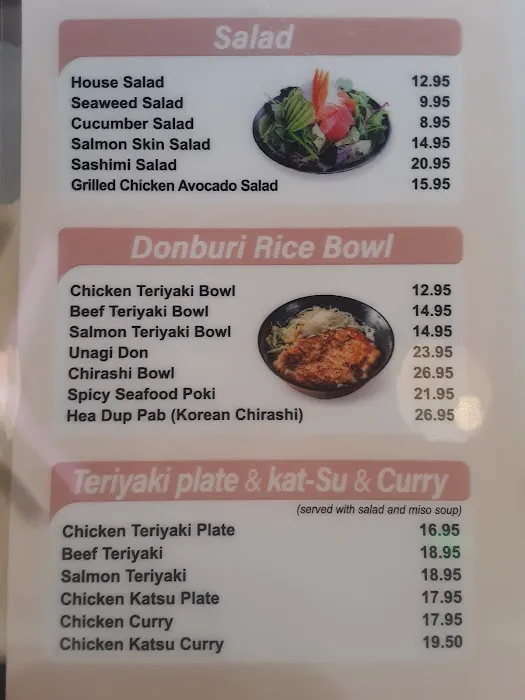 Salad
House Salad 12.95
Seaweed Salad 9.95
Cucumber Salad 8.95
Salmon Skin Salad 14.95
Sashimi Salad 20.95
Grilled Chicken Avocado Salad 15.95
Donburi Rice Bowl
Chicken Teriyaki Bowl 12.95
Beef Teriyaki Bowl 14.95
Salmon Teriyaki Bowl 14.95
Unagi Don 23.95
Chirashi Bowl 26.95
Spicy Seafood Poki 21.95
Hea Dup Pab (Korean Chirashi) 26.95
Teriyaki plate & kat-Su & Curry
(served with salad and miso soup)
Chicken Teriyaki Plate 16.95
Beef Teriyaki 18.95
Salmon Teriyaki 18.95
Chicken Katsu Plate 17.95
Chicken Curry 17.95
Chicken Katsu Curry 19.50